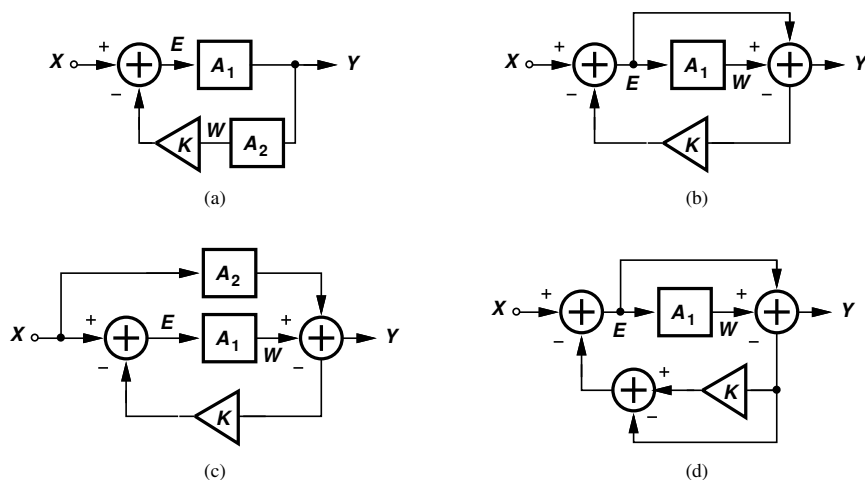 X + E A1 Y
− K W A2
(a)
X + E A1 W + Y
− − K
(b)
A2
X + E A1 W + Y
− − K
(c)
X + E A1 W + Y
− −
+ K
−
(d)